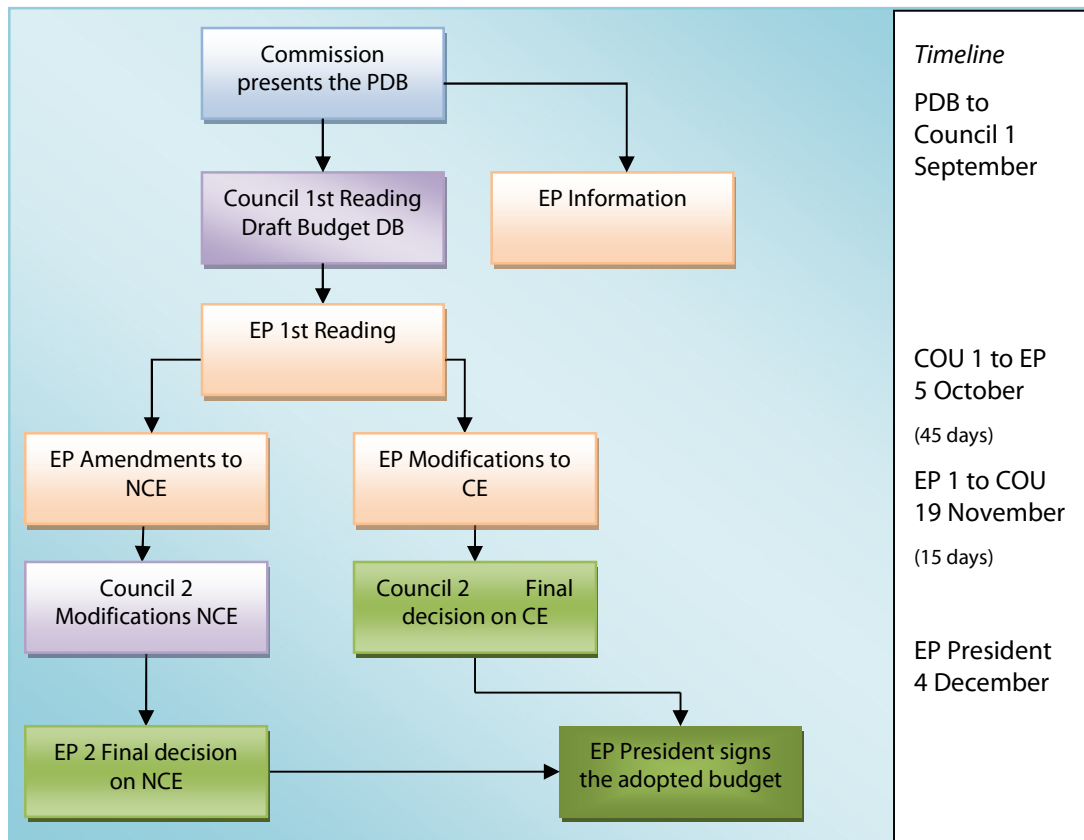 Commission
presents the PDB
Council 1st Reading
Draft Budget DB
EP Information
EP 1st Reading
EP Amendments to
NCE
EP Modifications to
CE
Council 2
Modifications NCE
Council 2 Final
decision on CE
EP 2 Final decision
on NCE
EP President signs
the adopted budget
Timeline
PDB to
Council 1
September
COU 1 to EP
5 October
(45 days)
EP 1 to COU
19 November
(15 days)
EP President
4 December